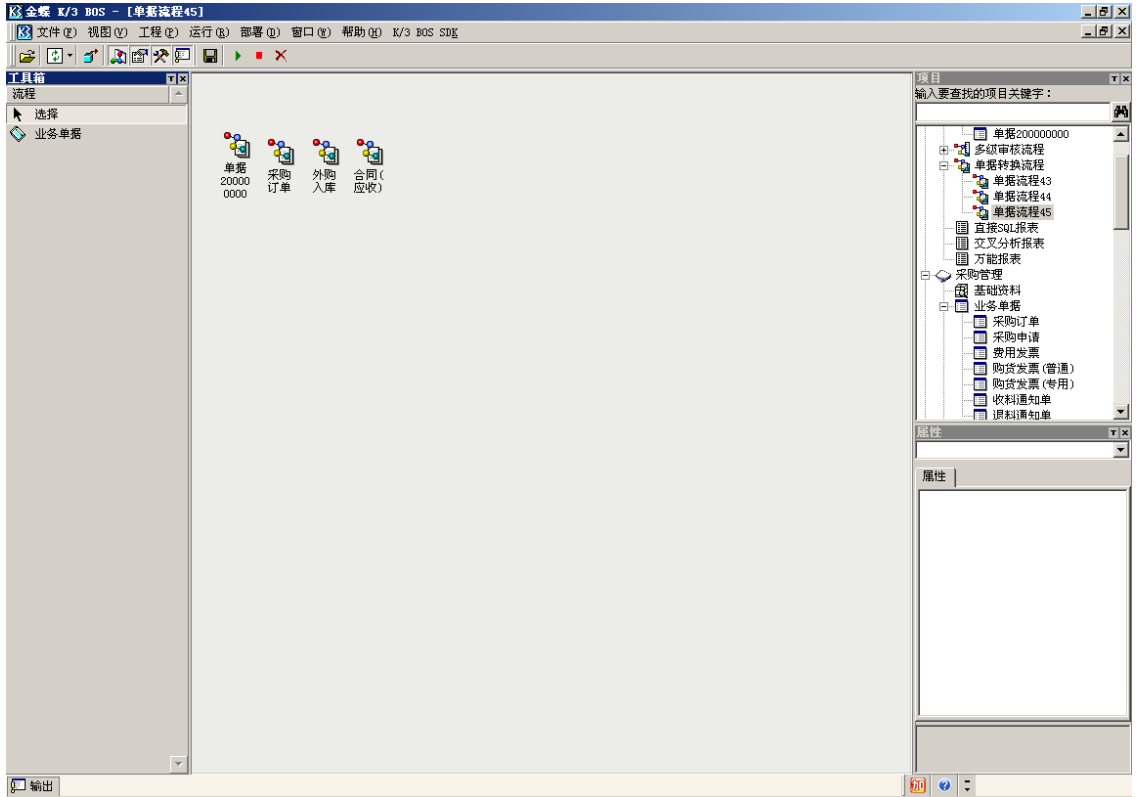 金蝶 K/3 BOS - [单据流程45]
文件(F) 视图(V) 工程(P) 运行(R) 部署(D) 窗口(W) 帮助(H) K/3 BOS SDK
工具箱
流程
选择
业务单据
单据
20000
0000
采购
订单
外购
入库
合同(
应收)
项目
输入要查找的项目关键字：
单据200000000
多级审核流程
单据转换流程
单据流程43
单据流程44
单据流程45
直接SQL报表
交叉分析报表
万能报表
采购管理
基础资料
业务单据
采购订单
采购申请
费用发票
购货发票(普通)
购货发票(专用)
收料通知单
退料通知单
属性
属性
输出
加